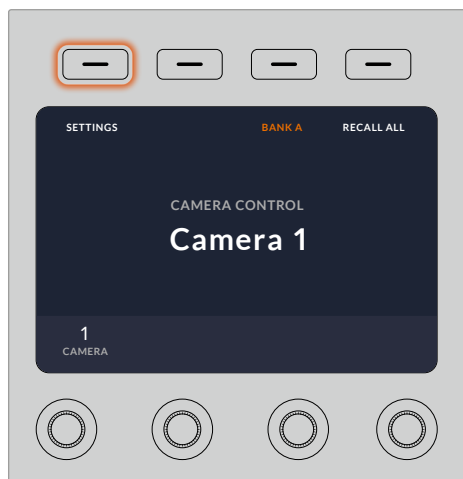 SETTINGS BANK A RECALL ALL
CAMERA CONTROL
Camera 1
1
CAMERA